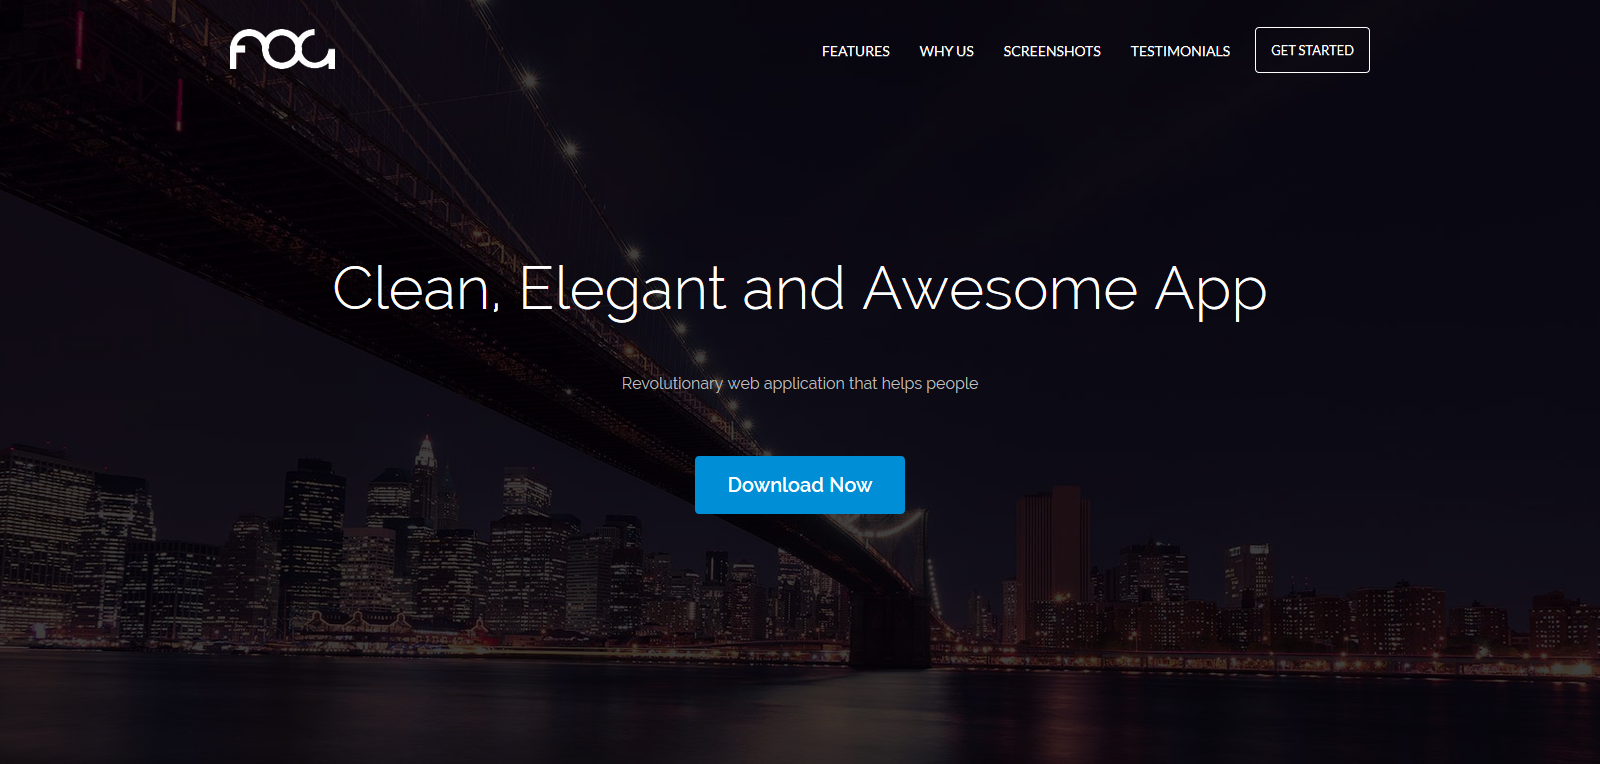 FOG
FEATURES WHY US SCREENSHOTS TESTIMONIALS GET STARTED
Clean, Elegant and Awesome App
Revolutionary web application that helps people
Download Now